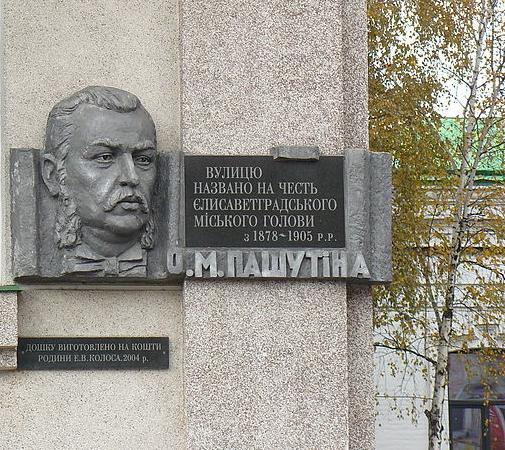 ВУЛИЦЮ
НАЗВАНО НА ЧЕСТЬ
ЄЛИСАВЕТГРАДСЬКОГО
МІСЬКОГО ГОЛОВИ
з 1878-1905 Р.Р.
О.М.ПАШУТІНА
ДОШКУ ВИГОТОВЛЕНО НА КОШТИ
РОДИНИ Е.В.КОЛОСА.2004 р.